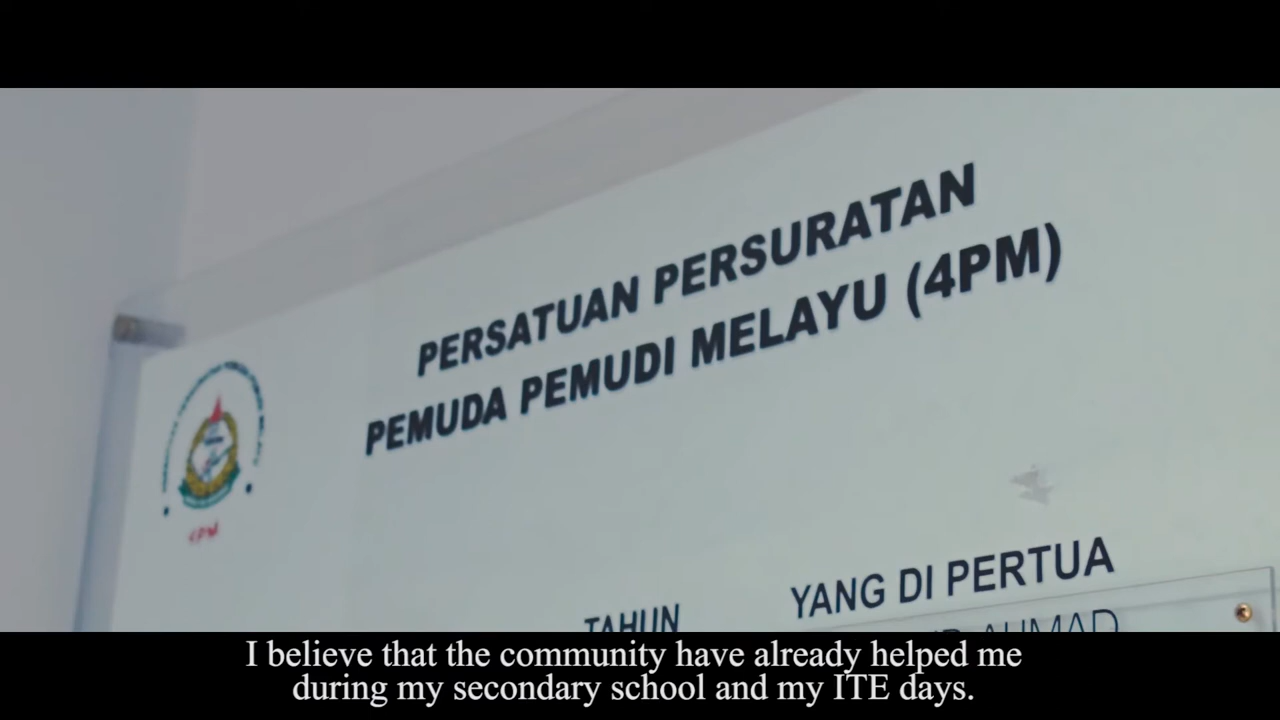 PERSATUAN PERSURATAN
PEMUDA PEMUDI MELAYU (4PM)
TAHUN
YANG DI PERTUA
AHMAD
I believe that the community have already helped me
during my secondary school and my ITE days.